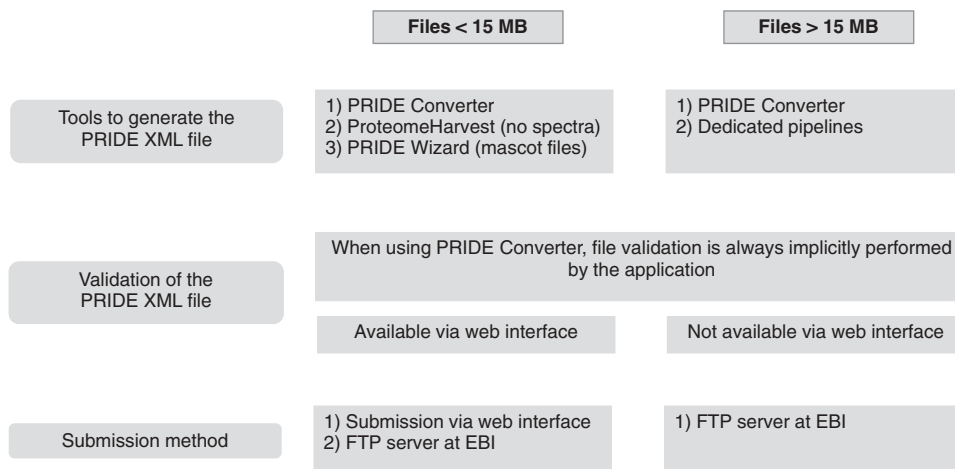 Files < 15 MB
Files > 15 MB
Tools to generate the
PRIDE XML file
1) PRIDE Converter
2) ProteomeHarvest (no spectra)
3) PRIDE Wizard (mascot files)
1) PRIDE Converter
2) Dedicated pipelines
Validation of the
PRIDE XML file
When using PRIDE Converter, file validation is always implicitly performed
by the application
Available via web interface
Not available via web interface
Submission method
1) Submission via web interface
2) FTP server at EBI
1) FTP server at EBI